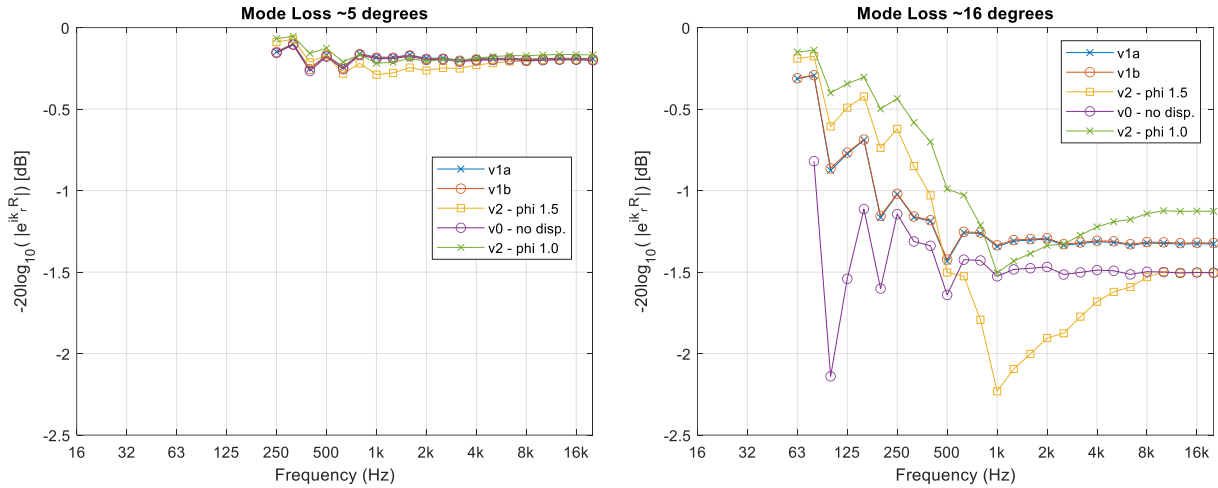 Mode Loss ~5 degrees
-0
-0.5
-1
-1.5
-2
-2.5
-20log10( |e^ik_r R|) [dB]
v1a
v1b
v2 - phi 1.5
v0 - no disp.
v2 - phi 1.0
16 32 63 125 250 500 1k 2k 4k 8k 16k
Frequency (Hz)
Mode Loss ~16 degrees
-0
-0.5
-1
-1.5
-2
-2.5
-20log10( |e^ik_r R|) [dB]
v1a
v1b
v2 - phi 1.5
v0 - no disp.
v2 - phi 1.0
16 32 63 125 250 500 1k 2k 4k 8k 16k
Frequency (Hz)